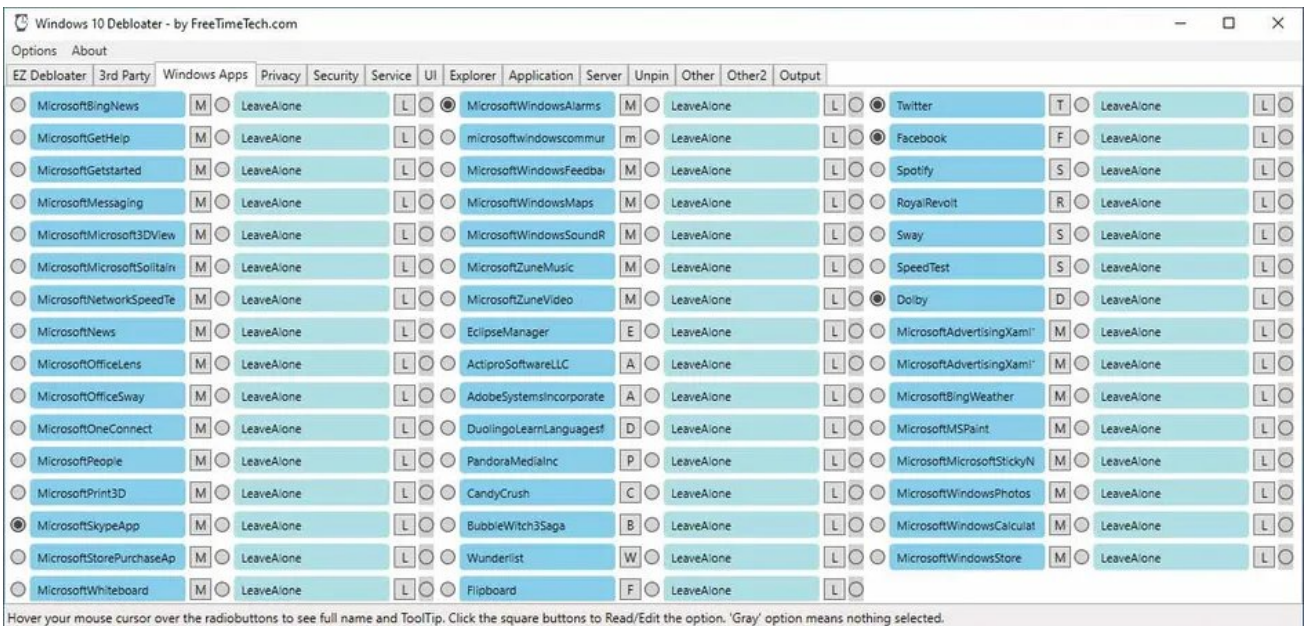 Windows 10 Debloater - by FreeTimeTech.com
Options About
EZ Debloater 3rd Party Windows Apps Privacy Security Service UI Explorer Application Server Unpin Other Other2 Output
MicrosoftBingNews M LeaveAlone L MicrosoftWindowsAlarms M LeaveAlone L Twitter T LeaveAlone L
MicrosoftGetHelp M LeaveAlone L microsoftwindowscommur m LeaveAlone L Facebook F LeaveAlone L
MicrosoftGetstarted M LeaveAlone L MicrosoftWindowsFeedba M LeaveAlone L Spotify S LeaveAlone L
MicrosoftMessaging M LeaveAlone L MicrosoftWindowsMaps M LeaveAlone L RoyalRevolt R LeaveAlone L
MicrosoftMicrosoft3DView M LeaveAlone L MicrosoftWindowsSoundR M LeaveAlone L Sway S LeaveAlone L
MicrosoftMicrosoftSolitaire M LeaveAlone L MicrosoftZuneMusic M LeaveAlone L SpeedTest S LeaveAlone L
MicrosoftNetworkSpeedTe M LeaveAlone L MicrosoftZuneVideo M LeaveAlone L Dolby D LeaveAlone L
MicrosoftNews M LeaveAlone L EclipseManager E LeaveAlone L MicrosoftAdvertisingXaml M LeaveAlone L
MicrosoftOfficeLens M LeaveAlone L ActiproSoftwareLLC A LeaveAlone L MicrosoftAdvertisingXaml M LeaveAlone L
MicrosoftOfficeSway M LeaveAlone L AdobeSystemsIncorporate A LeaveAlone L MicrosoftBingWeather M LeaveAlone L
MicrosoftOneConnect M LeaveAlone L DuolingoLearnLanguagesf D LeaveAlone L MicrosoftMSPaint M LeaveAlone L
MicrosoftPeople M LeaveAlone L PandoraMediaInc P LeaveAlone L MicrosoftMicrosoftStickyN M LeaveAlone L
MicrosoftPrint3D M LeaveAlone L CandyCrush C LeaveAlone L MicrosoftWindowsPhotos M LeaveAlone L
MicrosoftSkypeApp M LeaveAlone L BubbleWitch3Saga B LeaveAlone L MicrosoftWindowsCalculat M LeaveAlone L
MicrosoftStorePurchaseAp M LeaveAlone L Wunderlist W LeaveAlone L MicrosoftWindowsStore M LeaveAlone L
MicrosoftWhiteboard M LeaveAlone L Flipboard F LeaveAlone L
Hover your mouse cursor over the radiobuttons to see full name and ToolTip. Click the square buttons to Read/Edit the option. 'Gray' option means nothing selected.